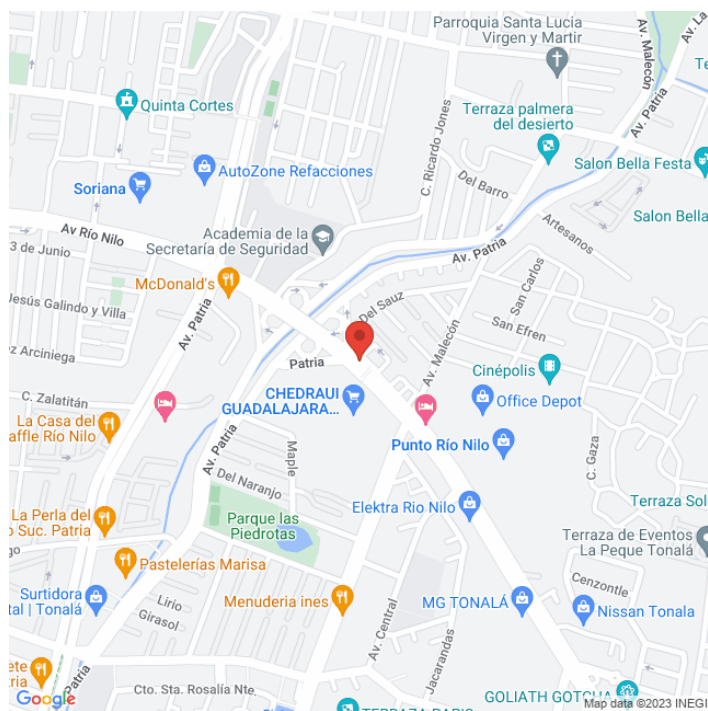 Parroquia Santa Lucia
Virgen y Martir
Av. Malecón
Av. Patria
Quinta Cortes
C. Ricardo Jones
Terraza palmera
del desierto
AutoZone Refacciones
Soriana
Salon Bella Festa
Del Barro
Salon Bella
Artesanos
Av Río Nilo
Academia de la
Secretaría de Seguridad
3 de Junio
Av. Patria
McDonald's
San Carlos
Jesús Galindo y Villa
Av. Patria
Del Sauz
San Efren
Av. Malecón
Arciniega
Patria
Cinépolis
CHEDRAUI
GUADALAJARA...
Office Depot
C. Zalatitán
La Casa del
affle Río Nilo
Punto Río Nilo
Av. Patria
Maple
C. Gaza
Del Naranjo
Elektra Rio Nilo
Terraza Sol
La Perla del
o Suc. Patria
Parque las
Piedrotas
Terraza de Eventos
La Peque Tonalá
Pastelerías Marisa
Cenzontle
Surtidora
tal | Tonalá
Lirio
Girasol
Menuderia ines
MG TONALÁ
Nissan Tonala
Av. Central
Jacarandas
ete
ria
Patria
Cto. Sta. Rosalía Nte.
GOLIATH GOTCHA
Google
Map data ©2023 INEGI